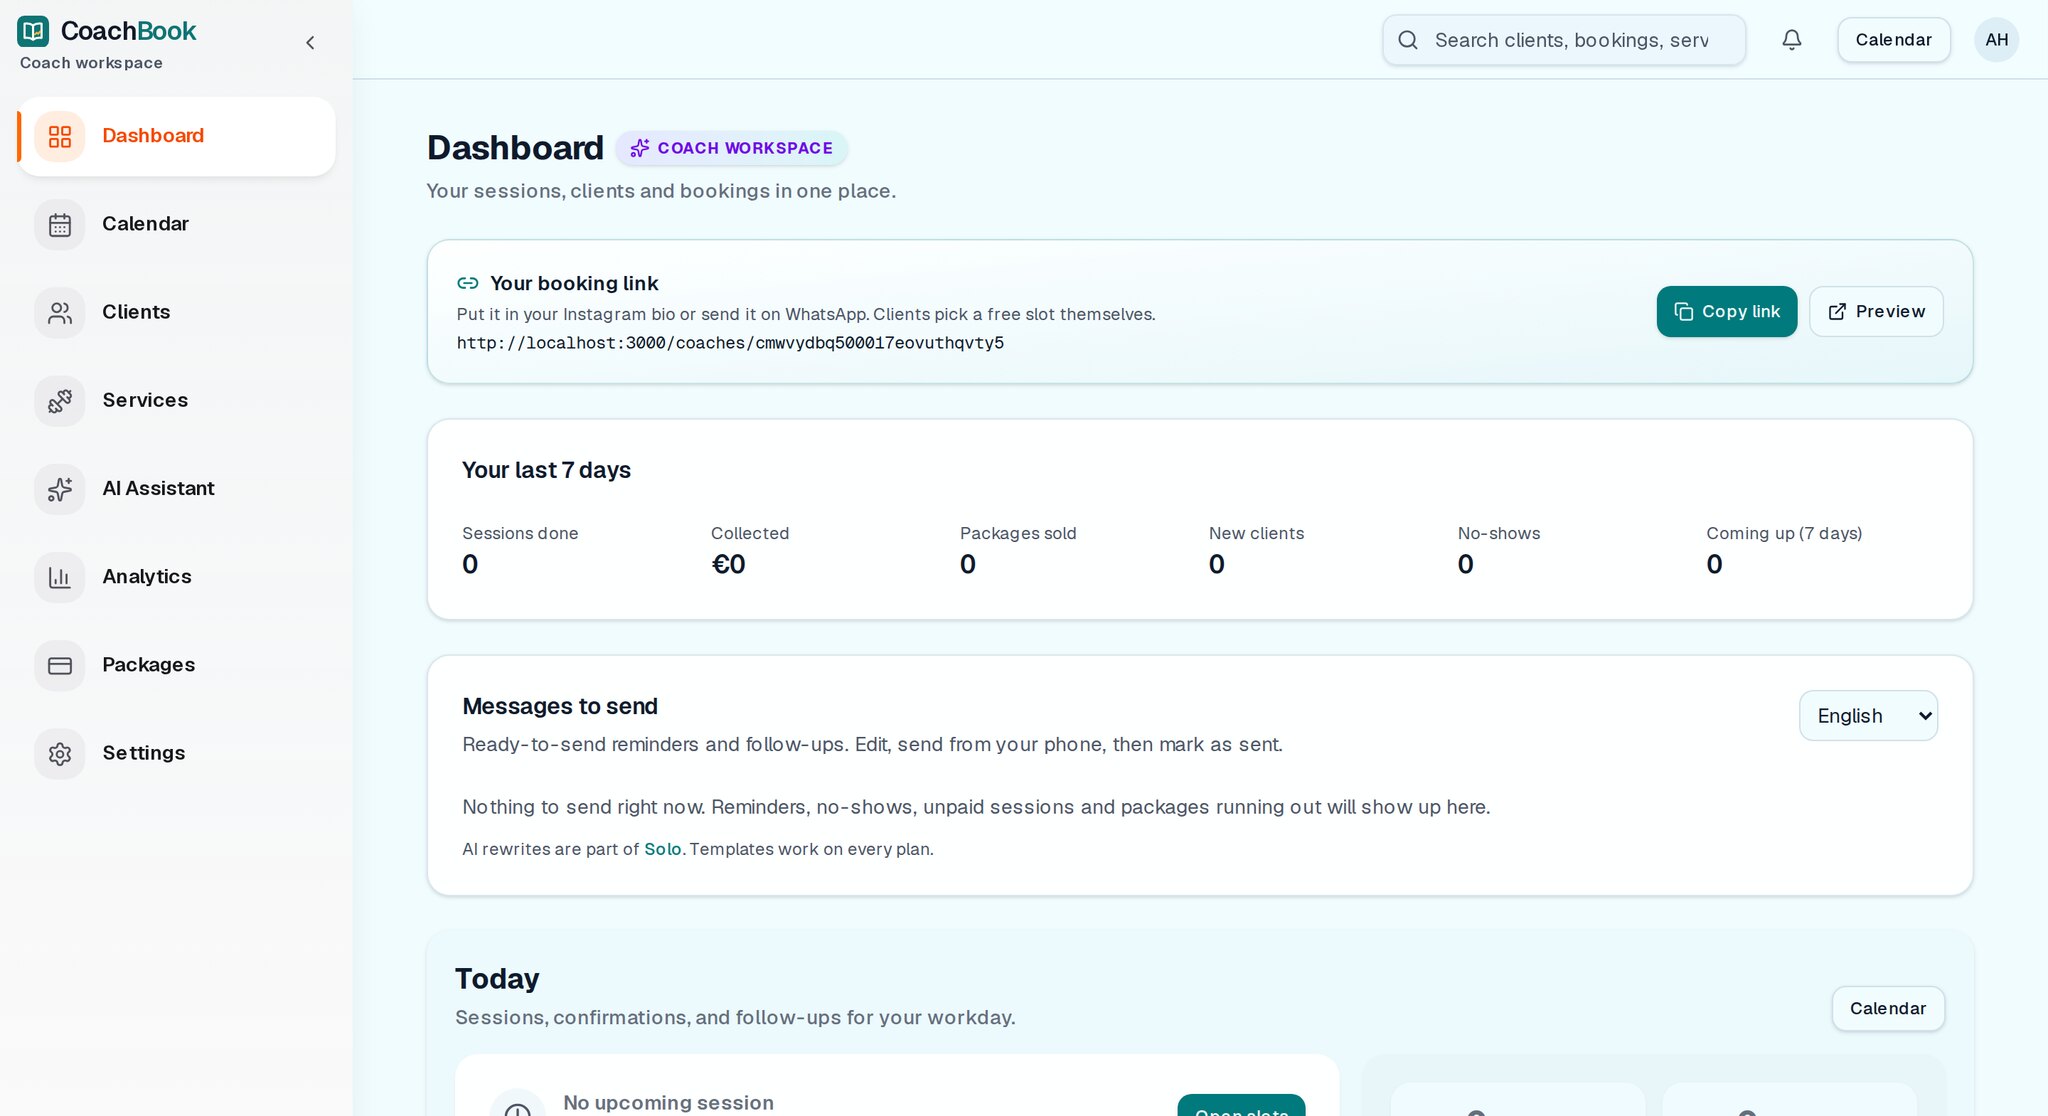 CoachBook
Coach workspace
Dashboard
Calendar
Clients
Services
AI Assistant
Analytics
Packages
Settings
Search clients, bookings, serv
Calendar
AH
Dashboard
COACH WORKSPACE
Your sessions, clients and bookings in one place.
Your booking link
Put it in your Instagram bio or send it on WhatsApp. Clients pick a free slot themselves.
http://localhost:3000/coaches/cmwvydbq500017eovuthqvty5
Copy link
Preview
Your last 7 days
Sessions done
0
Collected
€0
Packages sold
0
New clients
0
No-shows
0
Coming up (7 days)
0
Messages to send
Ready-to-send reminders and follow-ups. Edit, send from your phone, then mark as sent.
English
Nothing to send right now. Reminders, no-shows, unpaid sessions and packages running out will show up here.
AI rewrites are part of Solo. Templates work on every plan.
Today
Sessions, confirmations, and follow-ups for your workday.
Calendar
No upcoming session
Open slots